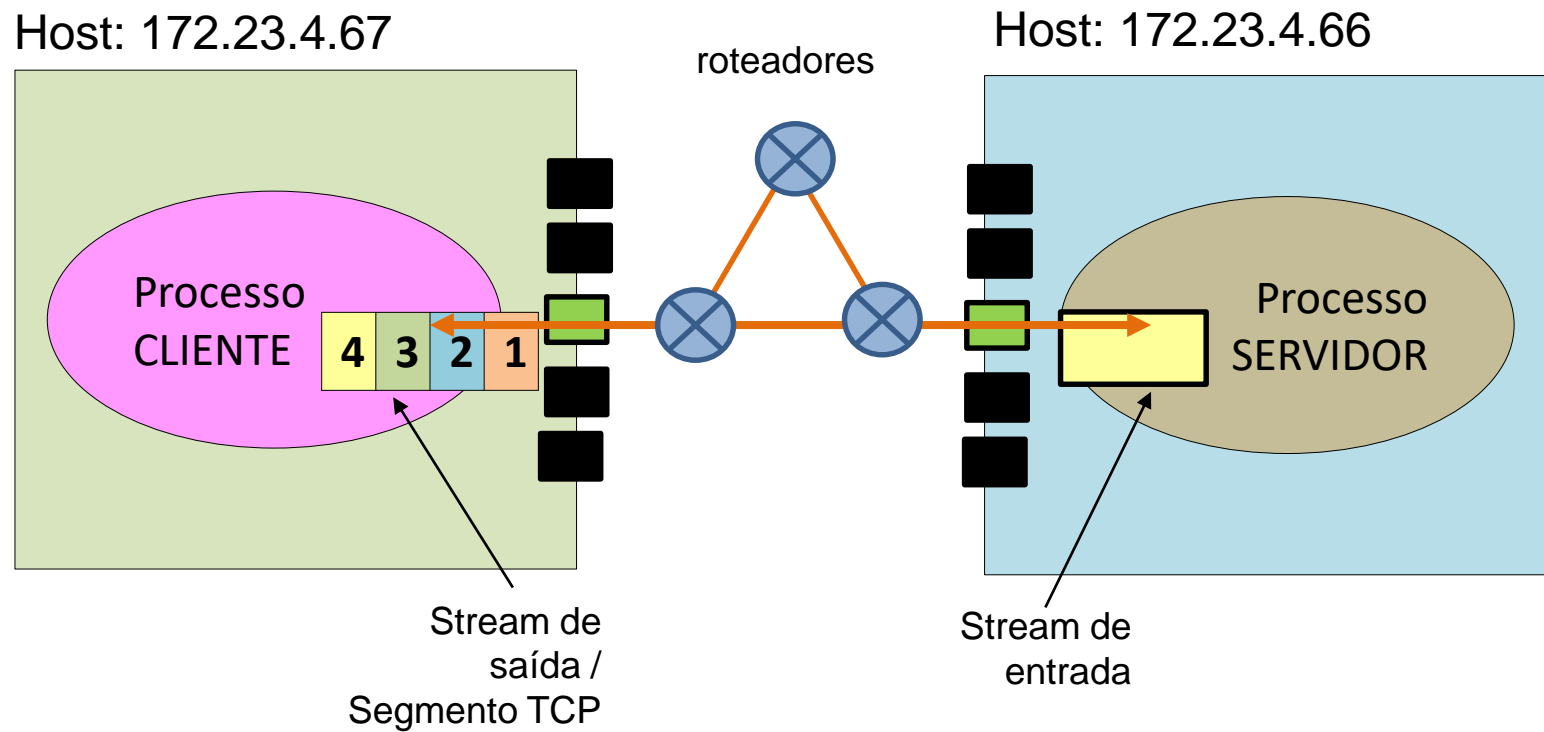 Host: 172.23.4.67
Host: 172.23.4.66
roteadores
Processo
CLIENTE
4 3 2 1
Processo
SERVIDOR
Stream de
saída /
Segmento TCP
Stream de
entrada